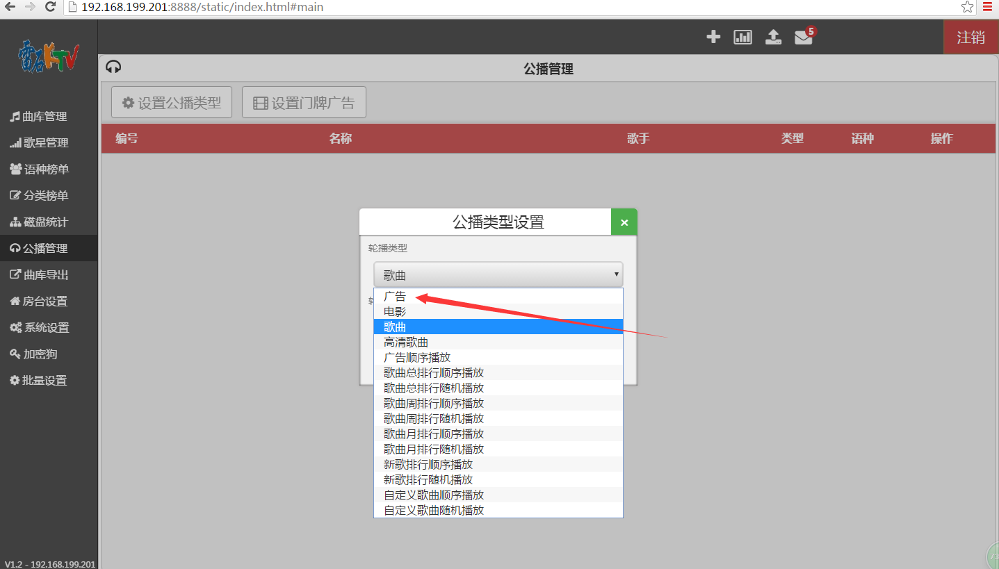 192.168.199.201:8888/static/index.html#main
雷石KTV
5
注销
公播管理
设置公播类型
设置门牌广告
编号 名称 歌手 类型 语种 操作
曲库管理
歌星管理
语种榜单
分类榜单
磁盘统计
公播管理
曲库导出
房台设置
系统设置
加密狗
批量设置
公播类型设置
×
轮播类型
歌曲
广告
电影
歌曲
高清歌曲
广告顺序播放
歌曲总排行顺序播放
歌曲总排行随机播放
歌曲周排行顺序播放
歌曲周排行随机播放
歌曲月排行顺序播放
歌曲月排行随机播放
新歌排行顺序播放
新歌排行随机播放
自定义歌曲顺序播放
自定义歌曲随机播放
V1.2 - 192.168.199.201